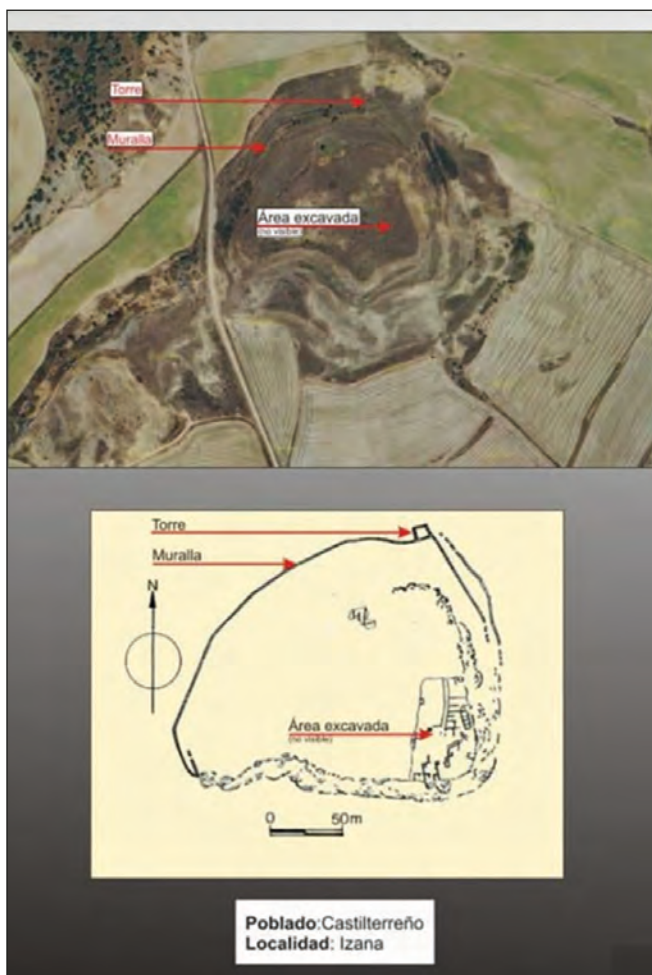 Torre
Muralla
Área excavada
(no visible)
Torre
Muralla
N
Área excavada
(no visible)
0 50m
Poblado:Castilterreño
Localidad: Izana